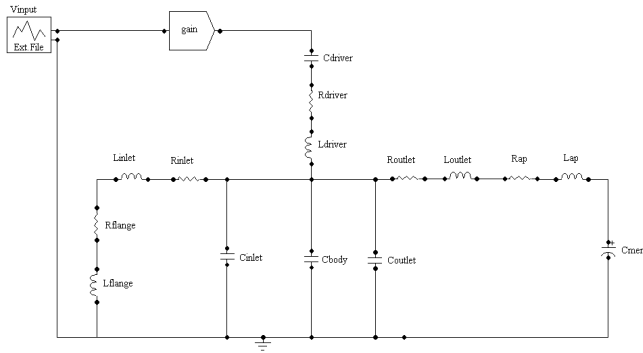 Vinput
Ext File
gain
Cdriver
Rdriver
Ldriver
Linlet
Rinlet
Routlet
Loutlet
Rap
Lap
Rflange
Lflange
Cinlet
Cbody
Coutlet
Cmer